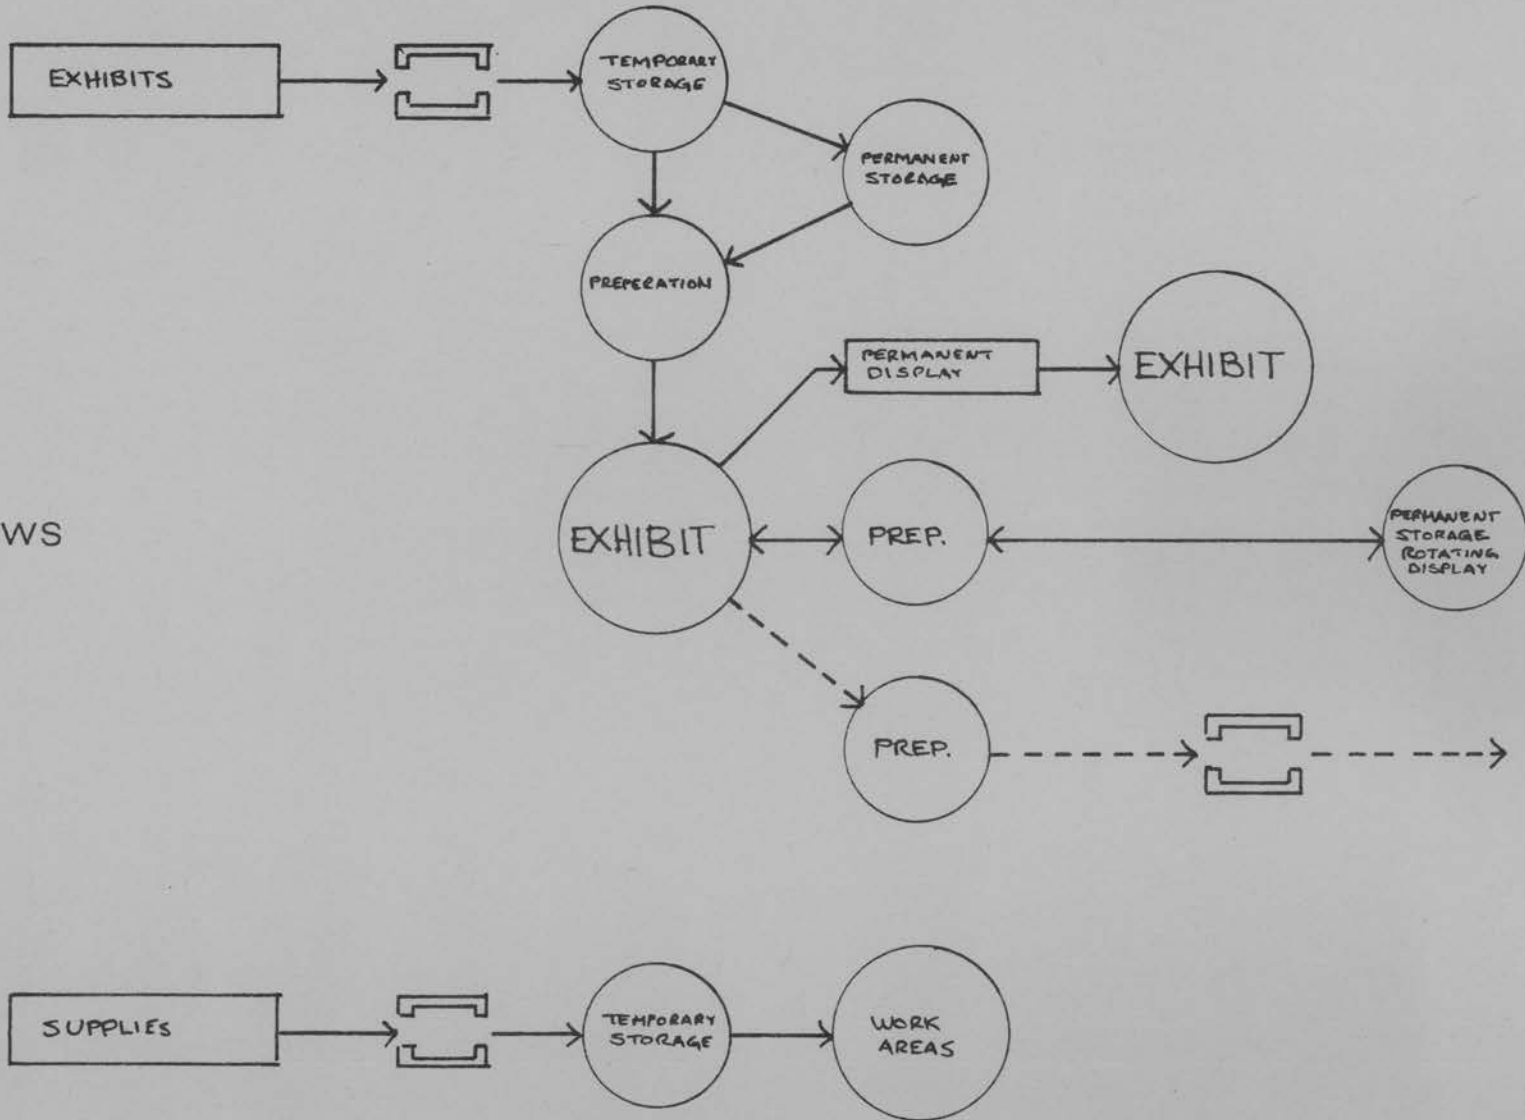 EXHIBITS
TEMPORARY
STORAGE
PERMANENT
STORAGE
PREPERATION
PERMANENT
DISPLAY
EXHIBIT
WS
EXHIBIT
PREP.
PERMANENT
STORAGE
ROTATING
DISPLAY
PREP.
SUPPLIES
TEMPORARY
STORAGE
WORK
AREAS